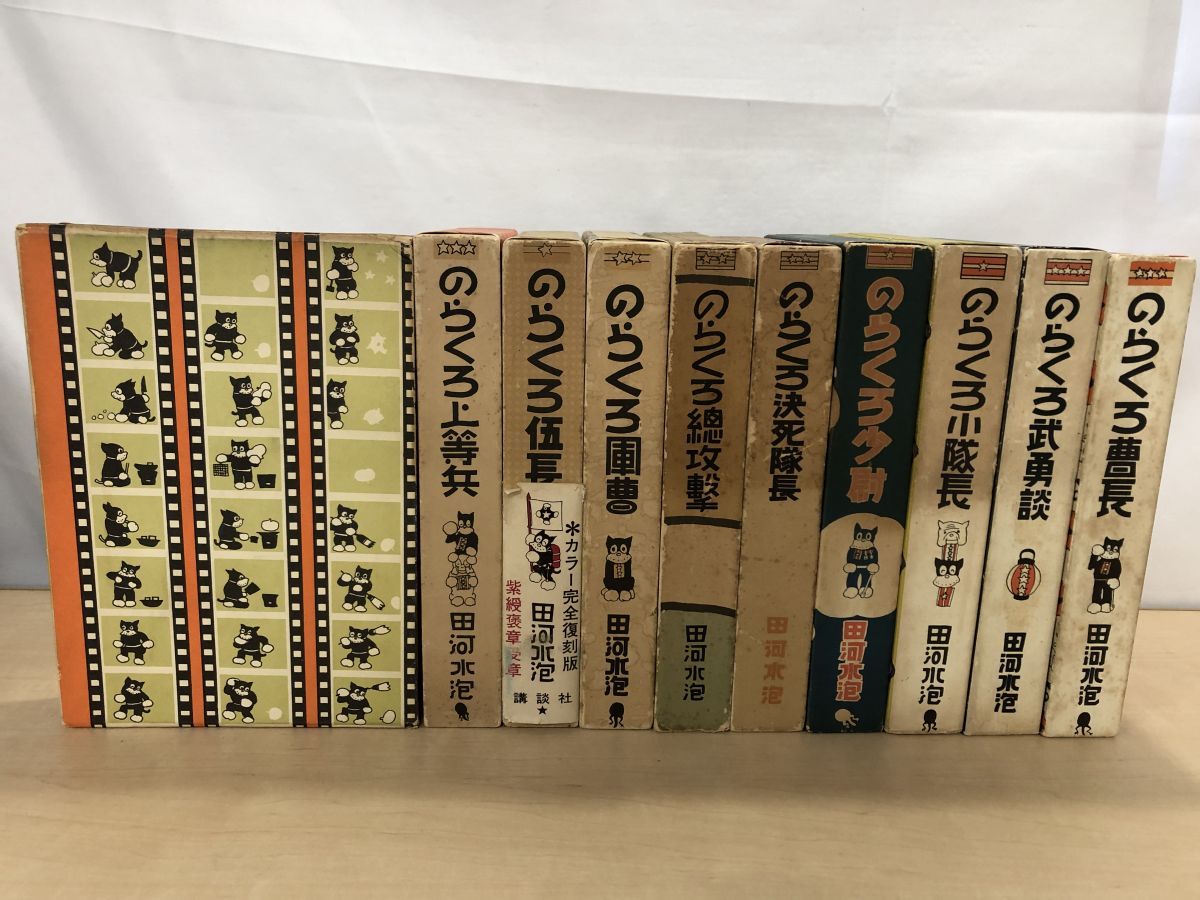 のらくろ上等兵
田河水泡
のらくろ伍長
*カラー完全復刻版
紫綬褒章受章
田河水泡
講談社
のらくろ軍曹
田河水泡
のらくろ總攻撃
田河水泡
のらくろ決死隊長
田河水泡
のらくろ少尉
田河水泡
のらくろ小隊長
田河水泡
のらくろ武勇談
田河水泡
のらくろ曹長
田河水泡